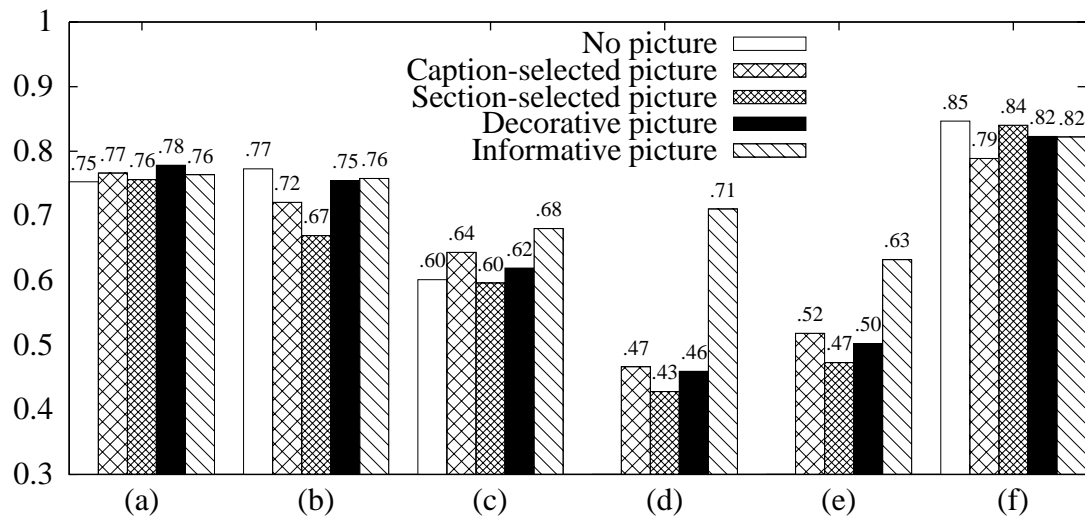 1
0.9
0.8
0.7
0.6
0.5
0.4
0.3
No picture
Caption-selected picture
Section-selected picture
Decorative picture
Informative picture
.75 .77 .76 .78 .76
.77 .72 .67 .75 .76
.60 .64 .60 .62 .68
.47 .43 .46 .71
.52 .47 .50 .63
.85 .79 .84 .82 .82
(a) (b) (c) (d) (e) (f)